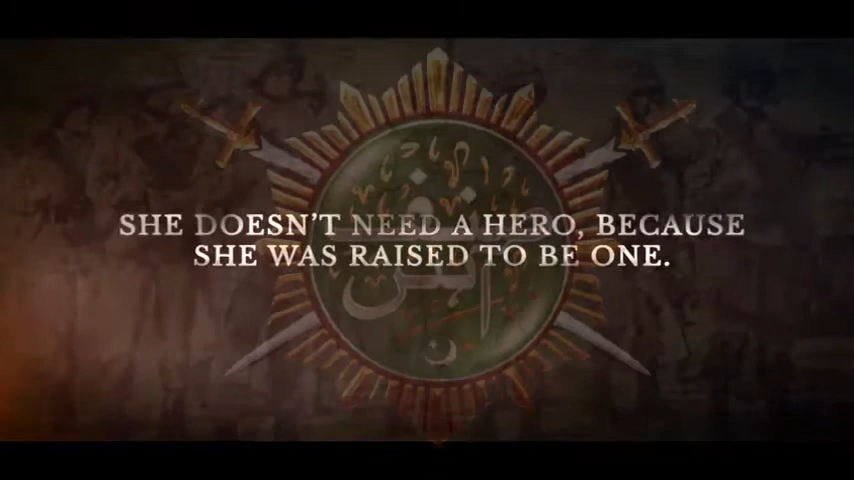 SHE DOESN'T NEED A HERO, BECAUSE
SHE WAS RAISED TO BE ONE.